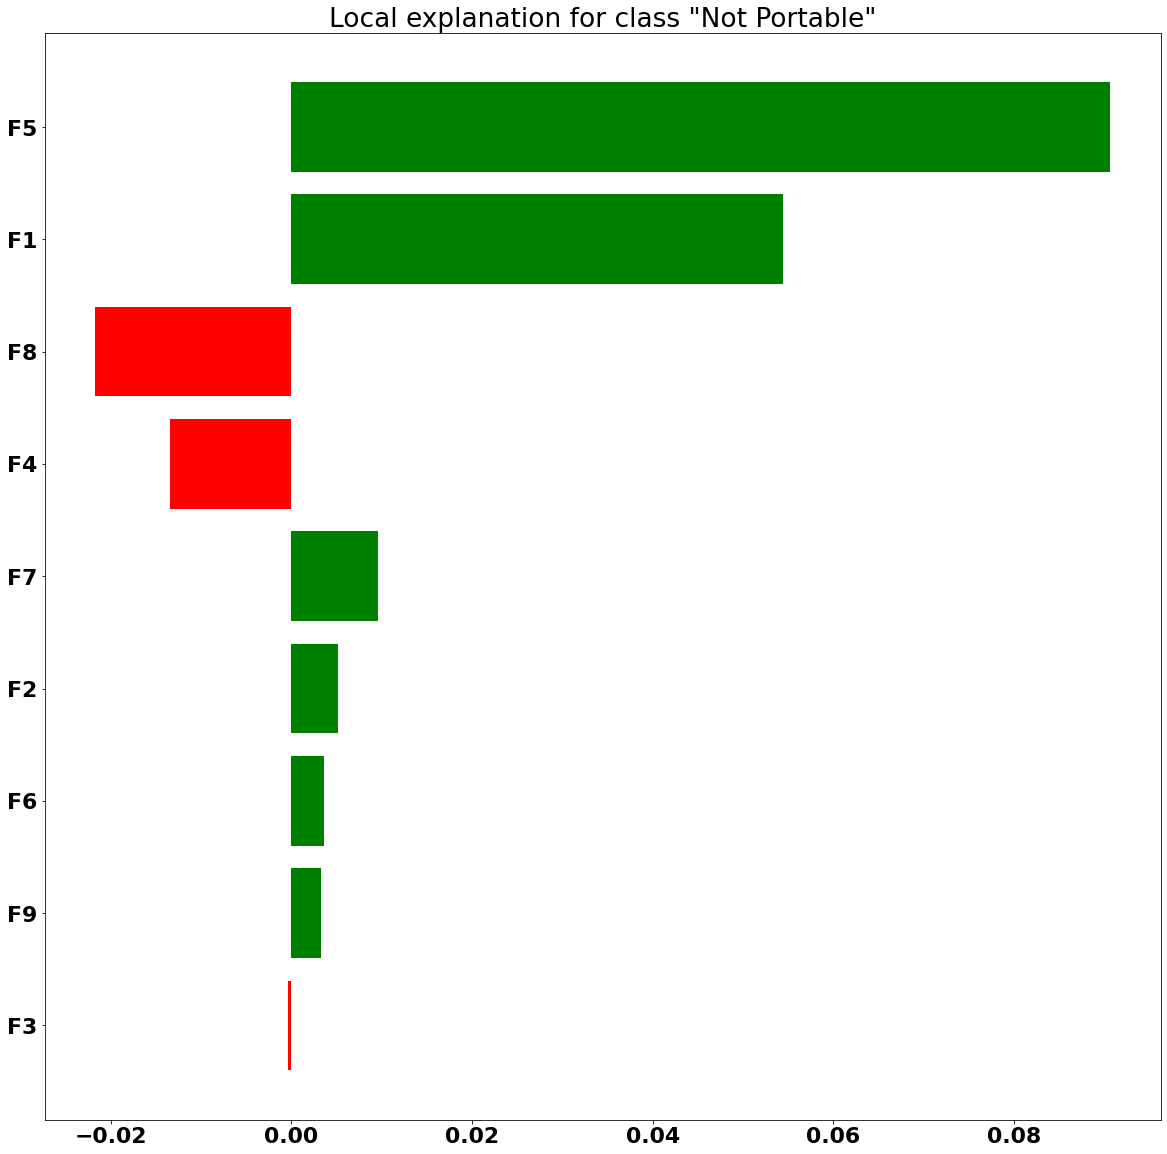 Local explanation for class "Not Portable"
F5
F1
F8
F4
F7
F2
F6
F9
F3
−0.02 0.00 0.02 0.04 0.06 0.08